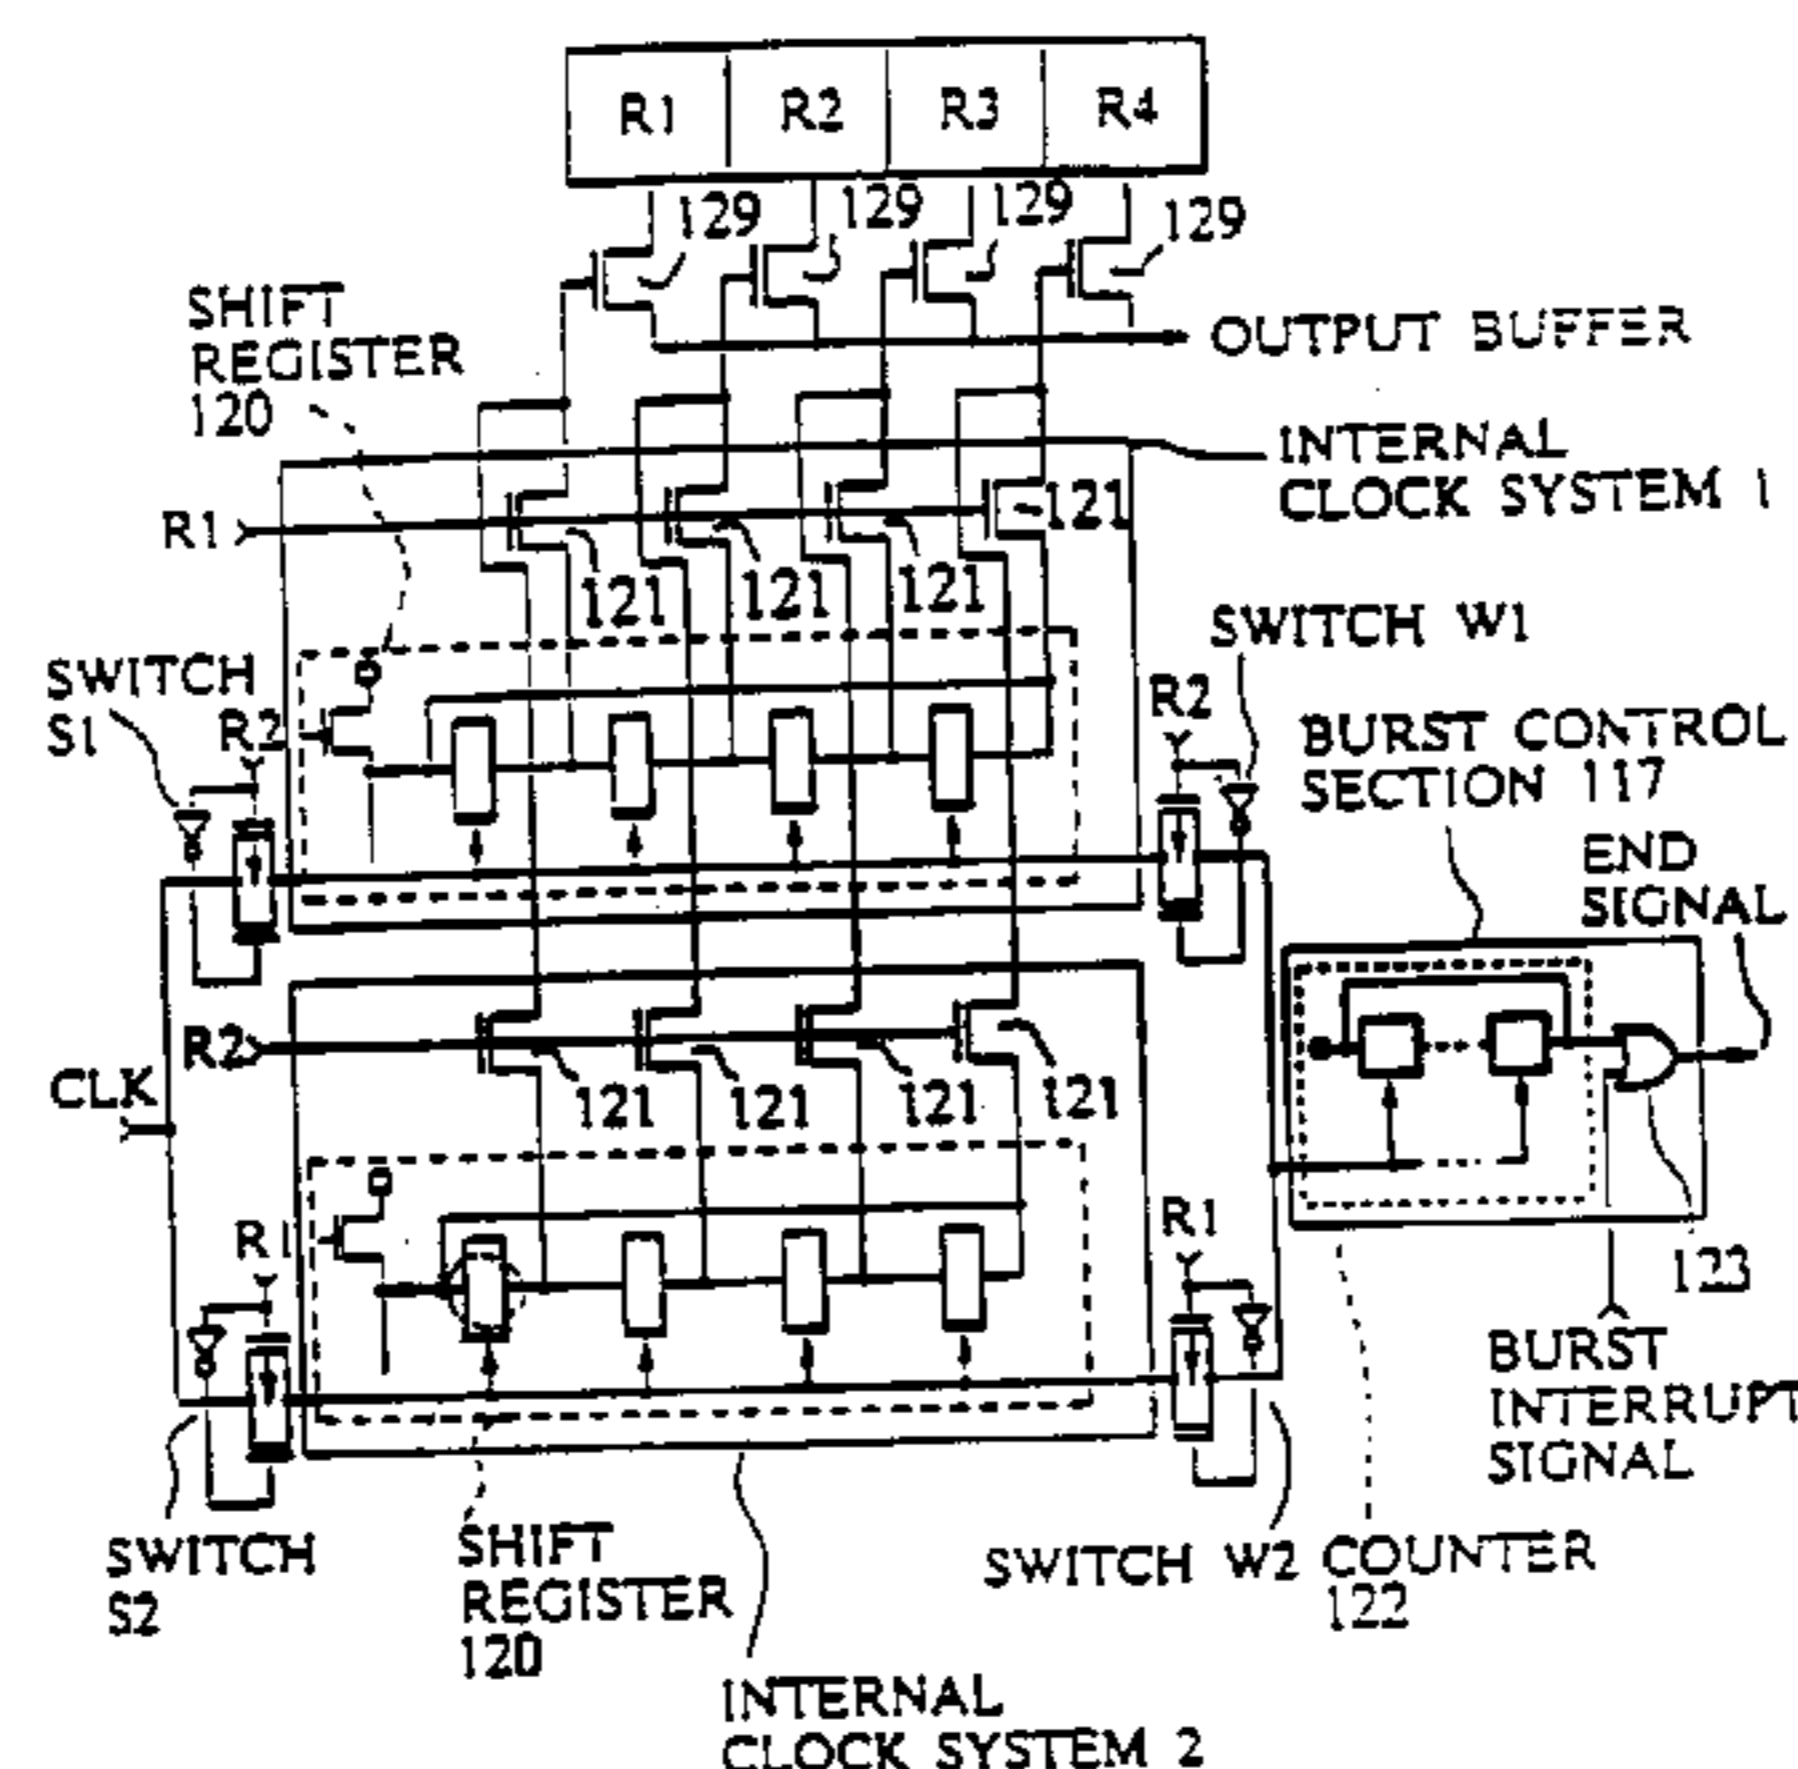 R1 R2 R3 R4
129 129 129 129
SHIFT
REGISTER
120
OUTPUT BUFFER
INTERNAL
CLOCK SYSTEM 1
R1
121 121 121 121
SWITCH
S1
R2
SWITCH W1
R2
BURST CONTROL
SECTION 117
END
SIGNAL
R2
CLK
121 121 121 121
R1
R1
123
BURST
INTERRUPT
SIGNAL
SWITCH
S2
SHIFT
REGISTER
120
SWITCH W2
COUNTER
122
INTERNAL
CLOCK SYSTEM 2